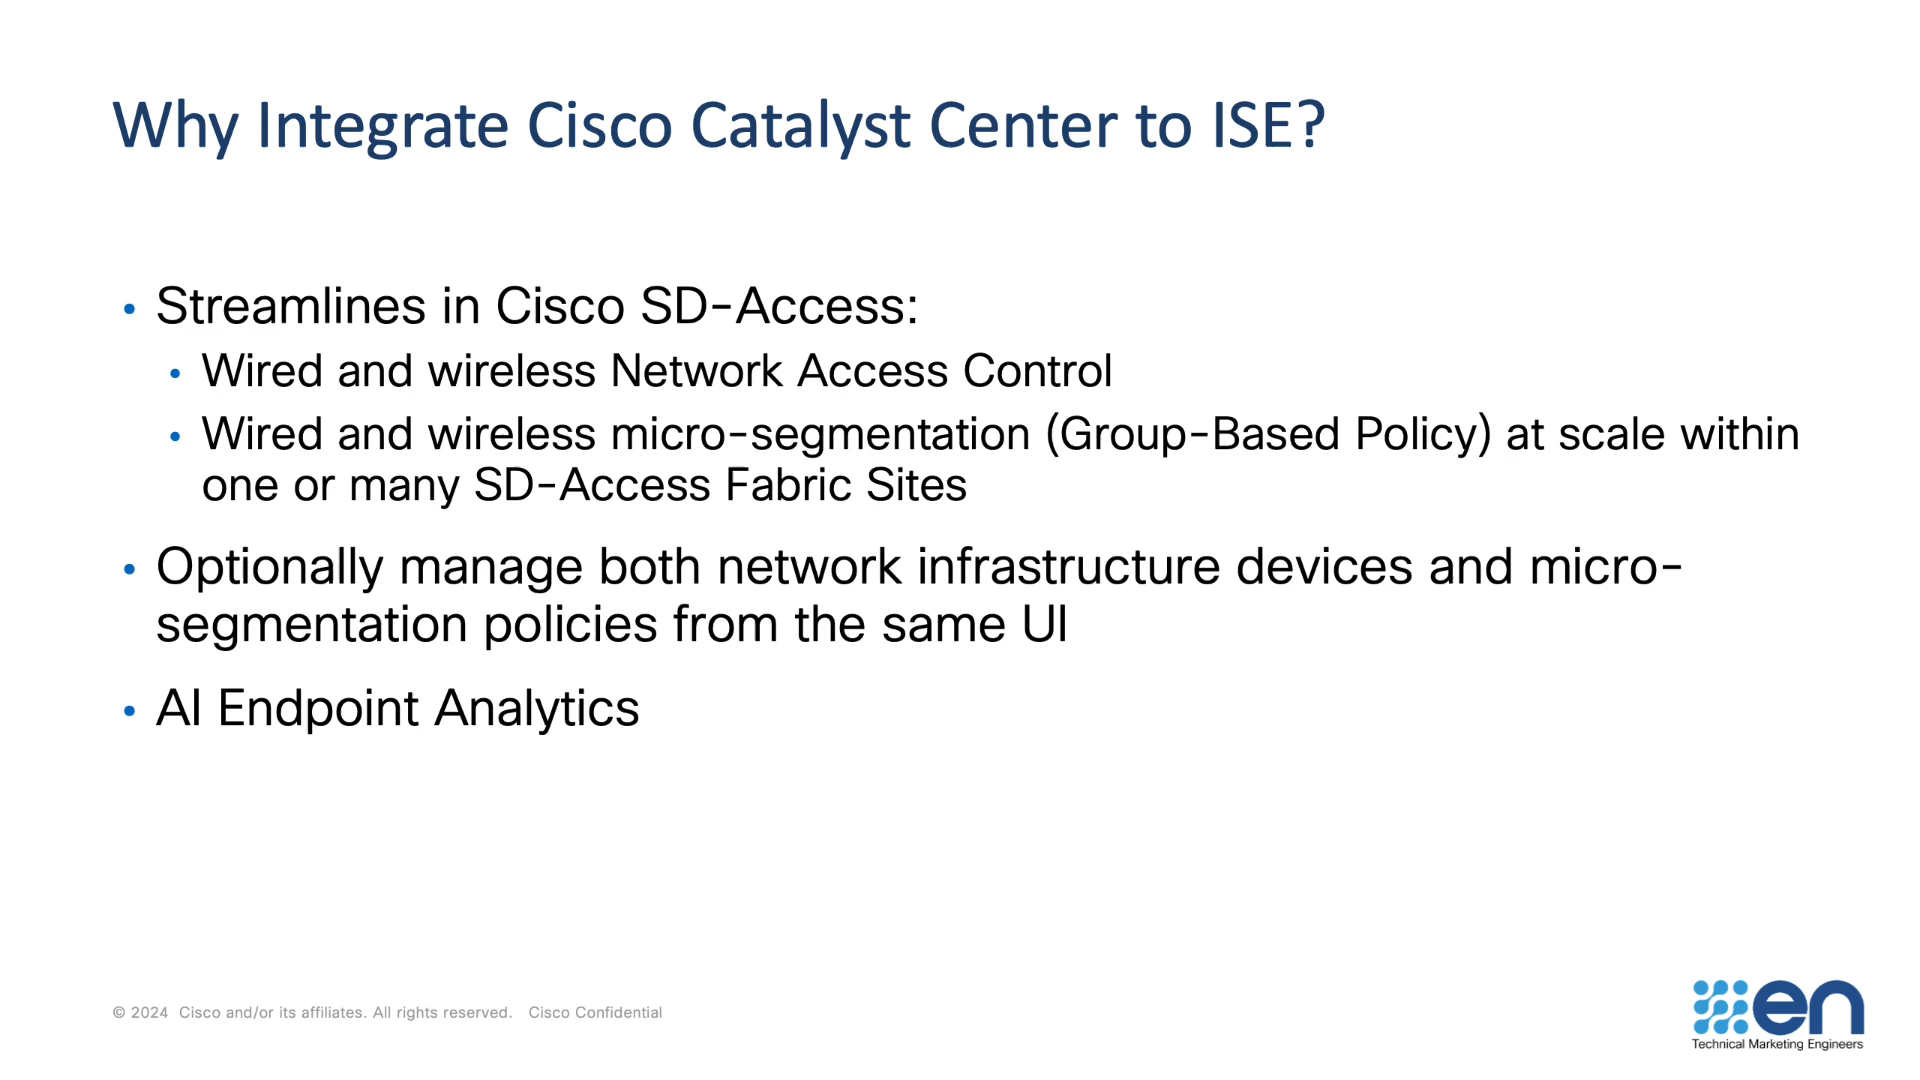 Why Integrate Cisco Catalyst Center to ISE?
• Streamlines in Cisco SD-Access:
• Wired and wireless Network Access Control
• Wired and wireless micro-segmentation (Group-Based Policy) at scale within
one or many SD-Access Fabric Sites
• Optionally manage both network infrastructure devices and micro-
segmentation policies from the same UI
• AI Endpoint Analytics
© 2024 Cisco and/or its affiliates. All rights reserved. Cisco Confidential
en
Technical Marketing Engineers